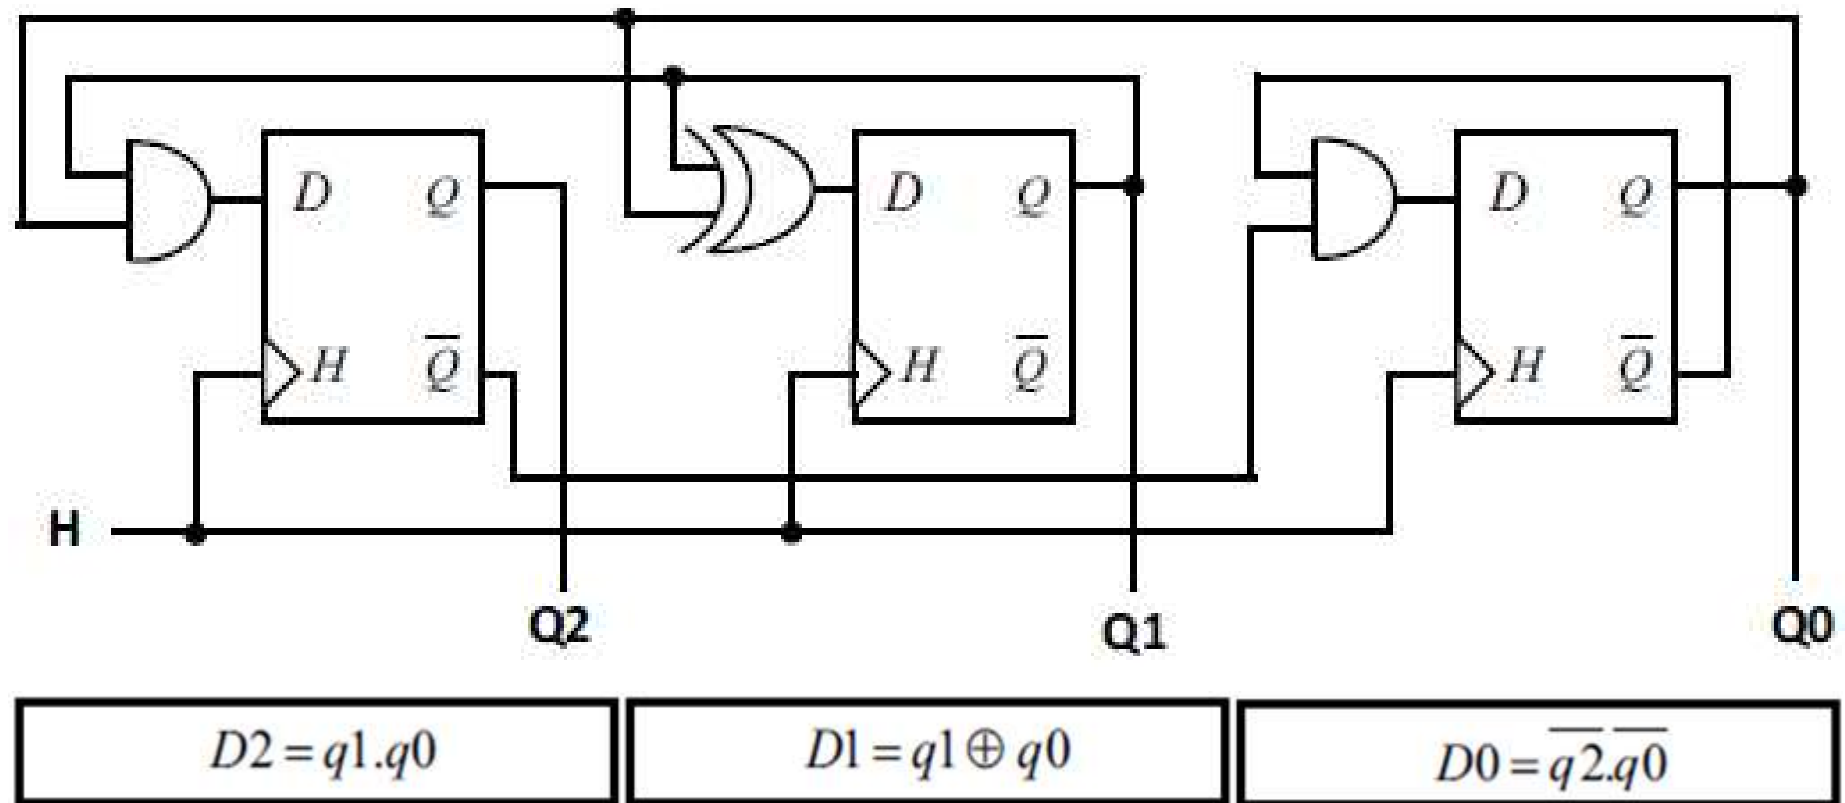 D Q D Q D Q
H Q̅ H Q̅ H Q̅
H
Q2 Q1 Q0
D2 = q1.q0
D1 = q1 ⊕ q0
D0 = q̅2̅.q̅0̅